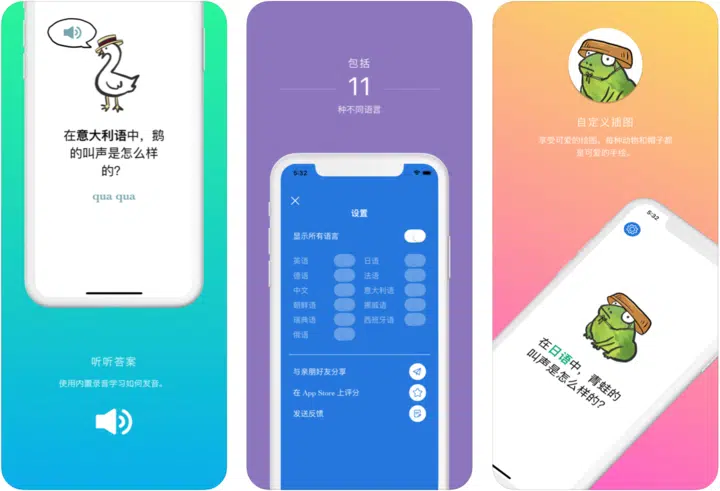 在意大利语中，鹅
的叫声是怎么样
的？
qua qua
听听答案
使用内置录音学习如何发音。
包括
11
种不同语言
5:32
设置
显示所有语言
英语 日语
德语 法语
中文 意大利语
朝鲜语 挪威语
瑞典语 西班牙语
俄语
与亲朋好友分享
在 App Store 上评分
发送反馈
自定义插图
享受可爱的绘图。每种动物和帽子都
是可爱的手绘。
5:32
在日语中，青蛙的
叫声是怎么样的？